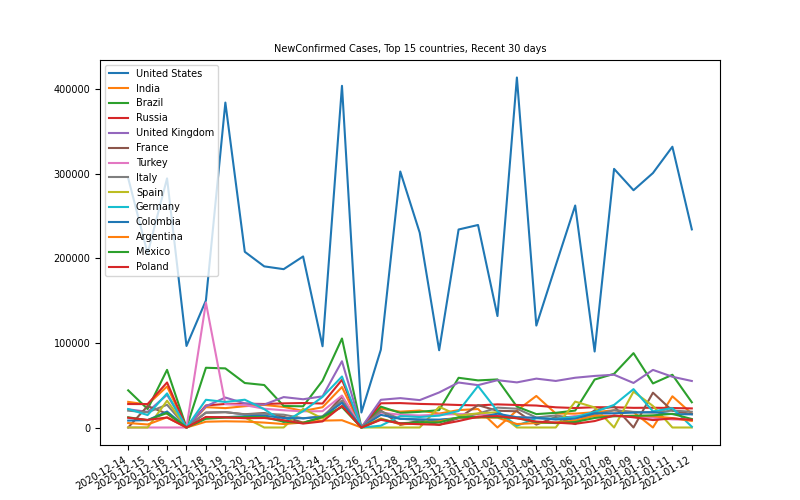 NewConfirmed Cases, Top 15 countries, Recent 30 days
400000
300000
200000
100000
0
United States
India
Brazil
Russia
United Kingdom
France
Turkey
Italy
Spain
Germany
Colombia
Argentina
Mexico
Poland
2020-12-14
2020-12-15
2020-12-16
2020-12-17
2020-12-18
2020-12-19
2020-12-20
2020-12-21
2020-12-22
2020-12-23
2020-12-24
2020-12-25
2020-12-26
2020-12-27
2020-12-28
2020-12-29
2020-12-30
2020-12-31
2021-01-01
2021-01-02
2021-01-03
2021-01-04
2021-01-05
2021-01-06
2021-01-07
2021-01-08
2021-01-09
2021-01-10
2021-01-11
2021-01-12